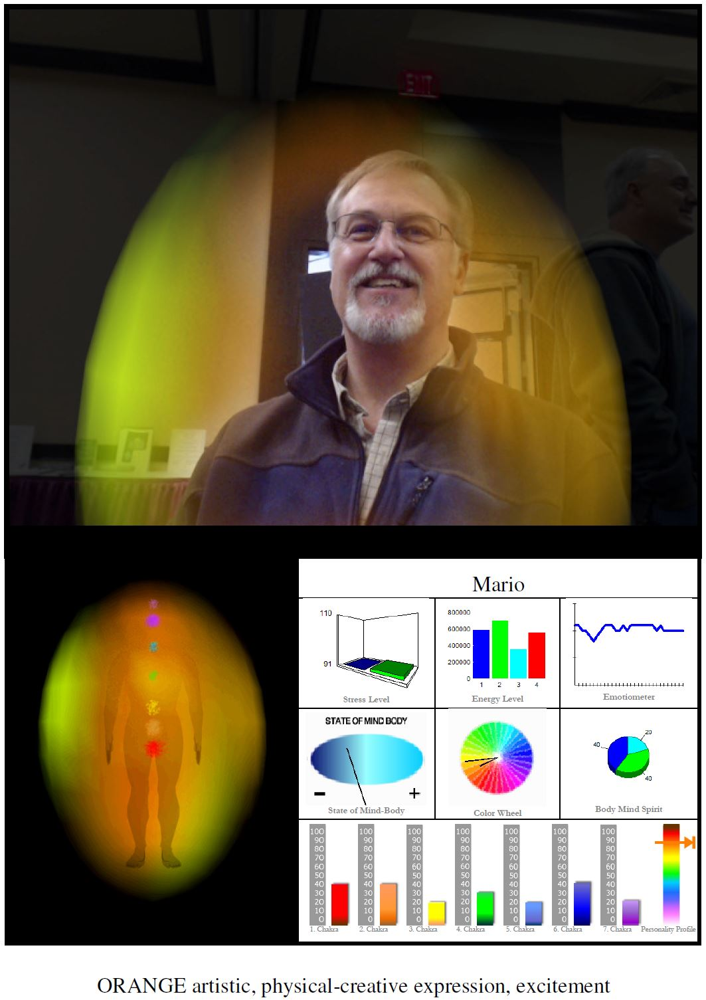 EXIT
Mario
110
91
Stress Level
800000
600000
400000
200000
0
1 2 3 4
Energy Level
Emotiometer
STATE OF MIND BODY
− +
State of Mind-Body
Color Wheel
20
40
40
Body Mind Spirit
100 100 100 100 100 100 100
90 90 90 90 90 90 90
80 80 80 80 80 80 80
70 70 70 70 70 70 70
60 60 60 60 60 60 60
50 50 50 50 50 50 50
40 40 40 40 40 40 40
30 30 30 30 30 30 30
20 20 20 20 20 20 20
10 10 10 10 10 10 10
0 0 0 0 0 0 0
1. Chakra 2. Chakra 3. Chakra 4. Chakra 5. Chakra 6. Chakra 7. Chakra Personality Profile
ORANGE artistic, physical-creative expression, excitement